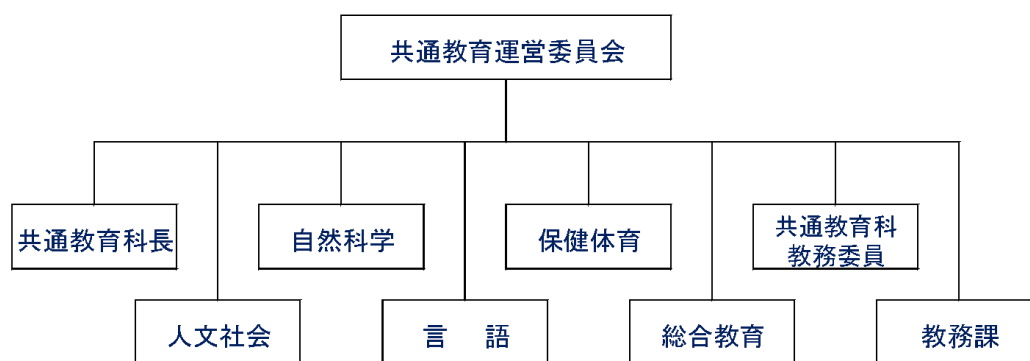 共通教育運営委員会
共通教育科長
自然科学
保健体育
共通教育科
教務委員
人文社会
言　語
総合教育
教務課